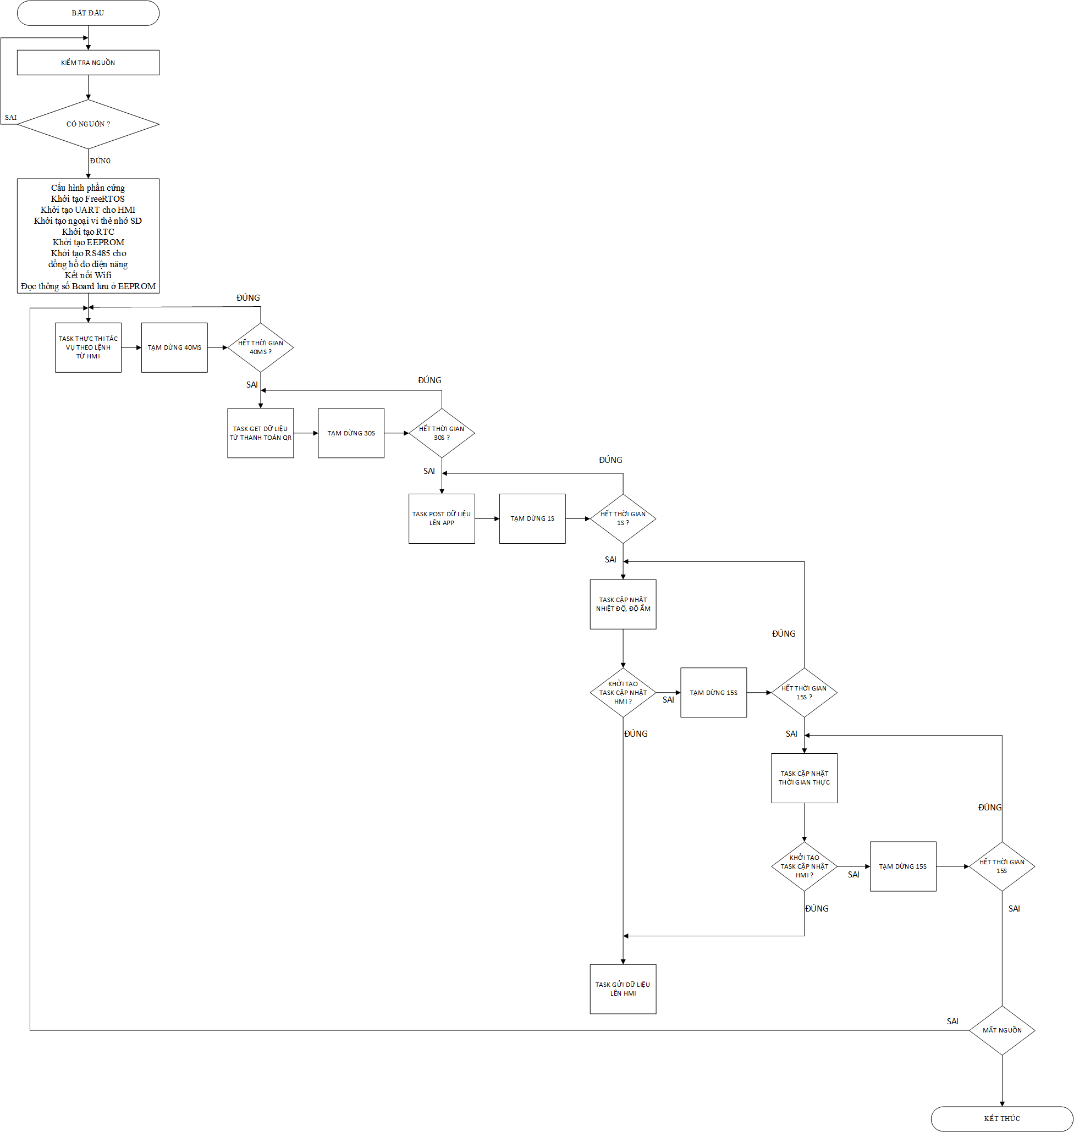 BẮT ĐẦU
KIỂM TRA NGUỒN
CÓ NGUỒN ?
SAI
ĐÚNG
Cấu hình phần cứng
Khởi tạo FreeRTOS
Khởi tạo UART cho HMI
Khởi tạo ngoại vi thẻ nhớ SD
Khởi tạo RTC
Khởi tạo EEPROM
Khởi tạo RS485 cho
đồng hồ đo điện năng
Kết nối Wifi
Đọc thông số Board lưu ở EEPROM
ĐÚNG
TASK THỰC THI TÁC
VỤ THEO LỆNH
TỪ HMI
TẠM DỪNG 40MS
HẾT THỜI GIAN
40MS ?
SAI
ĐÚNG
TASK GET DỮ LIỆU
TỪ THANH TOÁN QR
TẠM DỪNG 30S
HẾT THỜI GIAN
30S ?
SAI
ĐÚNG
TASK POST DỮ LIỆU
LÊN APP
TẠM DỪNG 1S
HẾT THỜI GIAN
1S ?
SAI
TASK CẬP NHẬT
NHIỆT ĐỘ, ĐỘ ẨM
ĐÚNG
KHỞI TẠO
TASK CẬP NHẬT
HMI ?
SAI
TẠM DỪNG 15S
HẾT THỜI GIAN
15S ?
ĐÚNG
SAI
TASK CẬP NHẬT
THỜI GIAN THỰC
ĐÚNG
KHỞI TẠO
TASK CẬP NHẬT
HMI ?
SAI
TẠM DỪNG 15S
HẾT THỜI GIAN
15S
ĐÚNG
SAI
TASK GỬI DỮ LIỆU
LÊN HMI
SAI
MẤT NGUỒN
KẾT THÚC